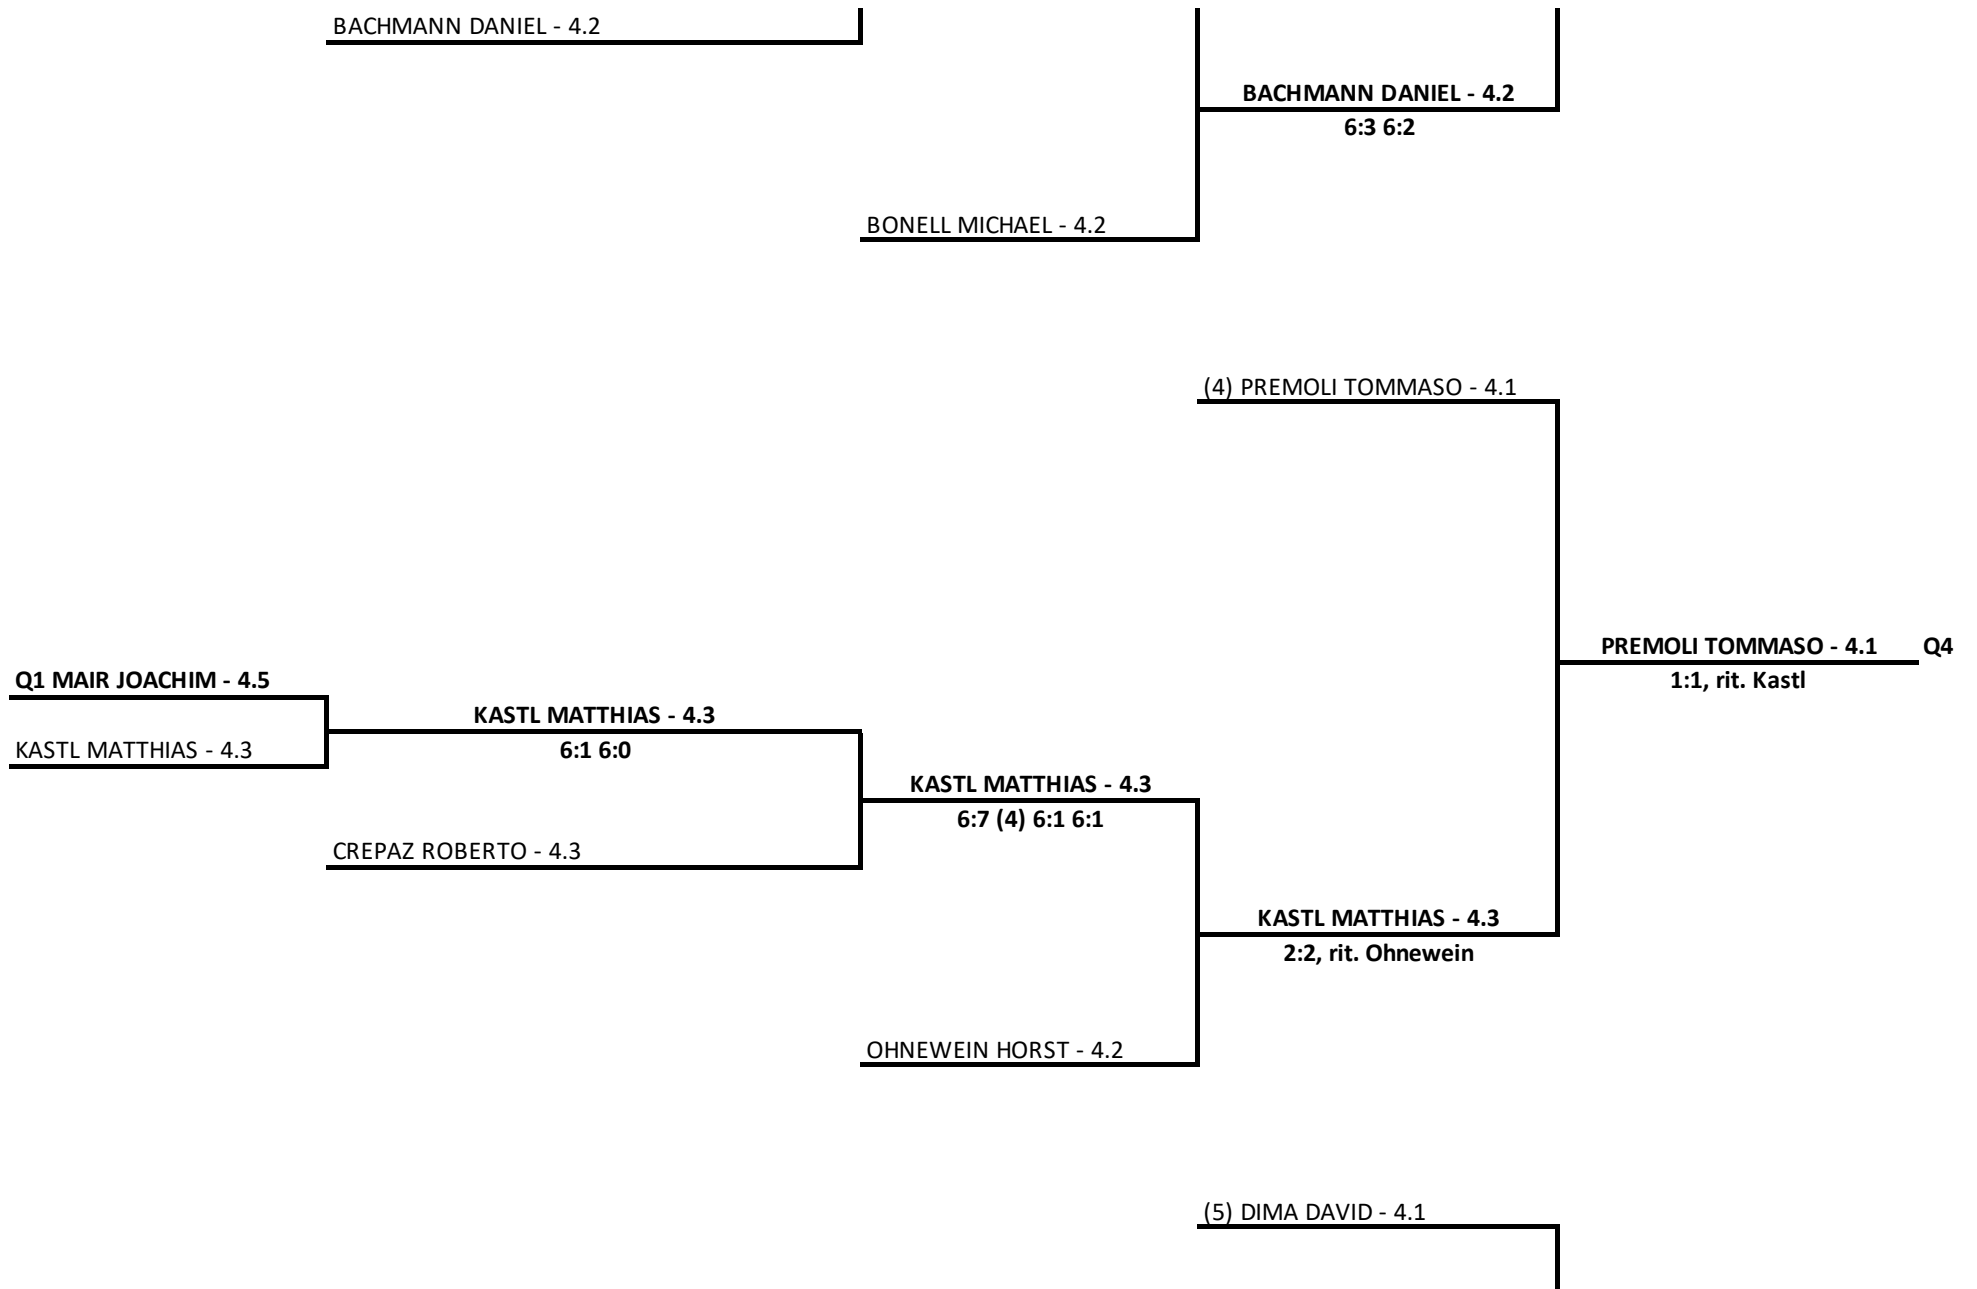 BACHMANN DANIEL - 4.2
BACHMANN DANIEL - 4.2
6:3 6:2
BONELL MICHAEL - 4.2
(4) PREMOLI TOMMASO - 4.1
PREMOLI TOMMASO - 4.1 Q4
1:1, rit. Kastl
Q1 MAIR JOACHIM - 4.5
KASTL MATTHIAS - 4.3
KASTL MATTHIAS - 4.3
6:1 6:0
KASTL MATTHIAS - 4.3
6:7 (4) 6:1 6:1
CREPAZ ROBERTO - 4.3
KASTL MATTHIAS - 4.3
2:2, rit. Ohnewein
OHNEWEIN HORST - 4.2
(5) DIMA DAVID - 4.1